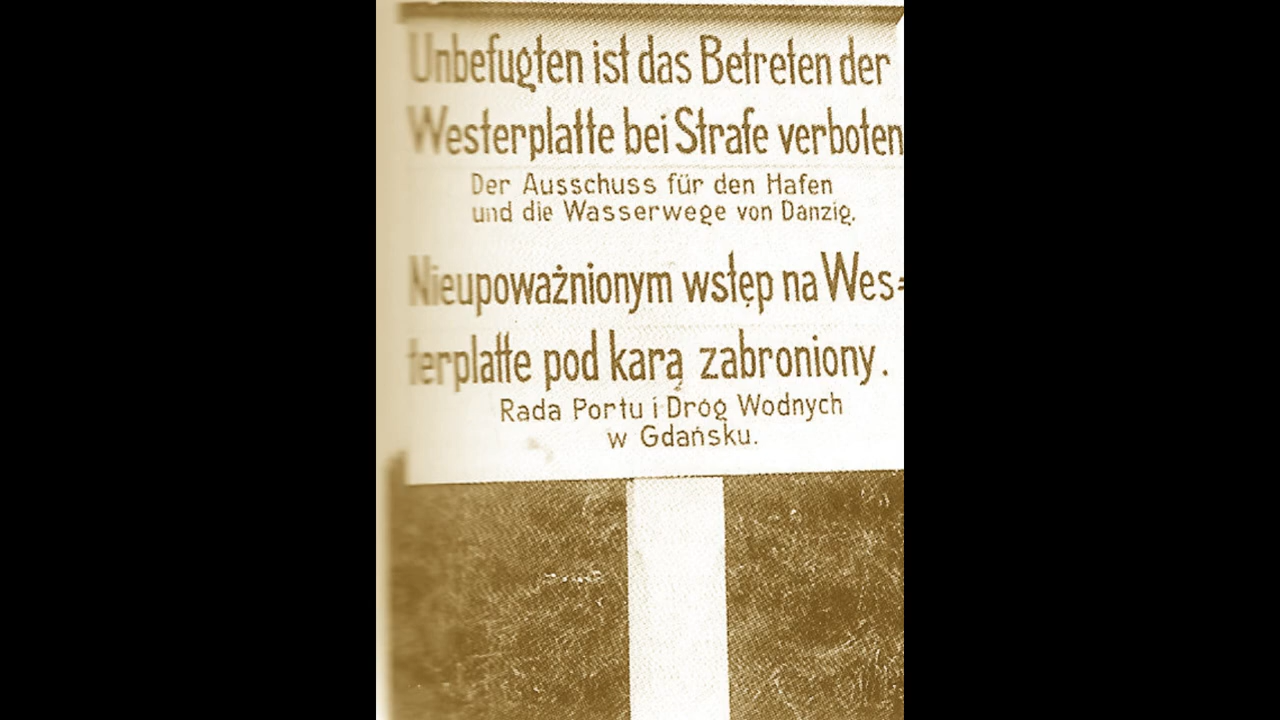 Unbefugten ist das Betreten der
Westerplatte bei Strafe verboten
Der Ausschuss für den Hafen
und die Wasserwege von Danzig.
Nieupoważnionym wstęp na Wes=
terplatte pod karą zabroniony.
Rada Portu i Dróg Wodnych
w Gdańsku.